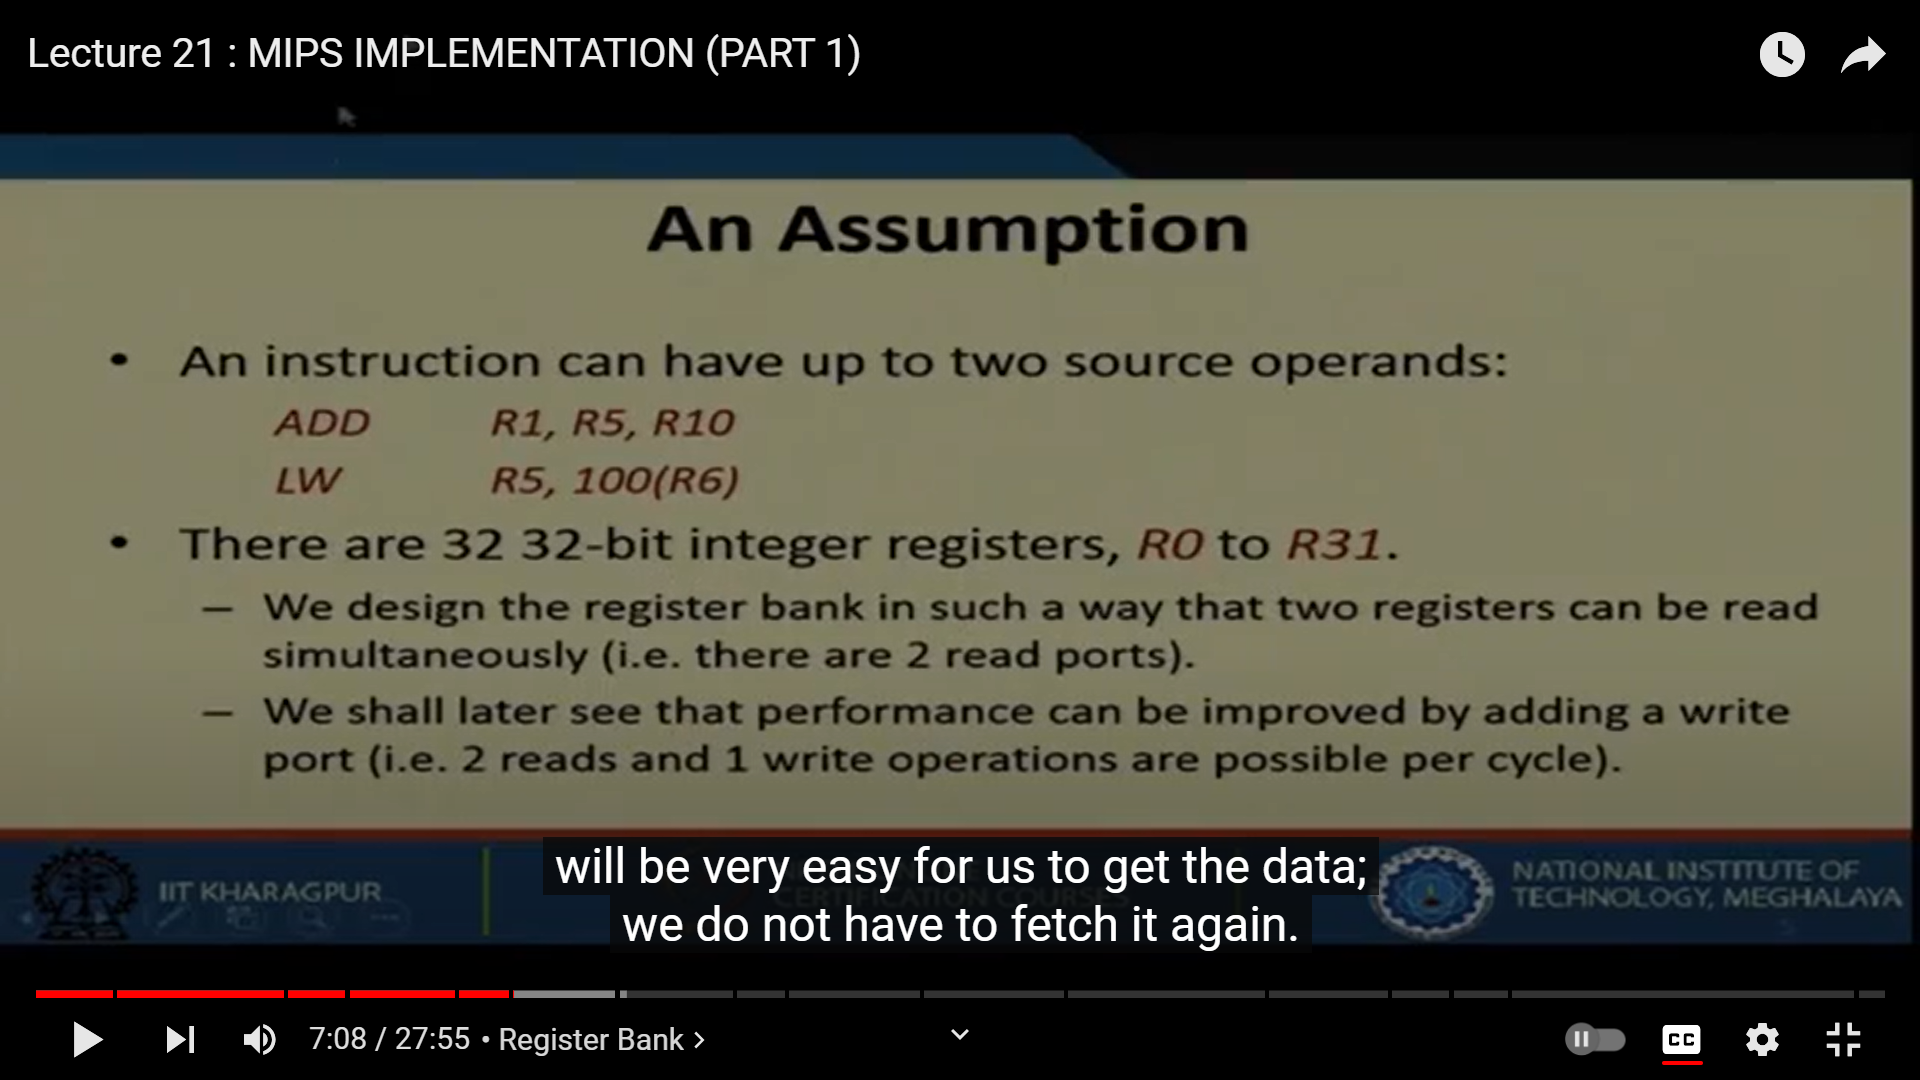 Lecture 21 : MIPS IMPLEMENTATION (PART 1)
An Assumption
• An instruction can have up to two source operands:
ADD R1, R5, R10
LW R5, 100(R6)
• There are 32 32-bit integer registers, R0 to R31.
– We design the register bank in such a way that two registers can be read
simultaneously (i.e. there are 2 read ports).
– We shall later see that performance can be improved by adding a write
port (i.e. 2 reads and 1 write operations are possible per cycle).
will be very easy for us to get the data;
we do not have to fetch it again.
IIT KHARAGPUR
CERTIFICATION COURSES
NATIONAL INSTITUTE OF
TECHNOLOGY, MEGHALAYA
5
7:08 / 27:55 • Register Bank ›
CC